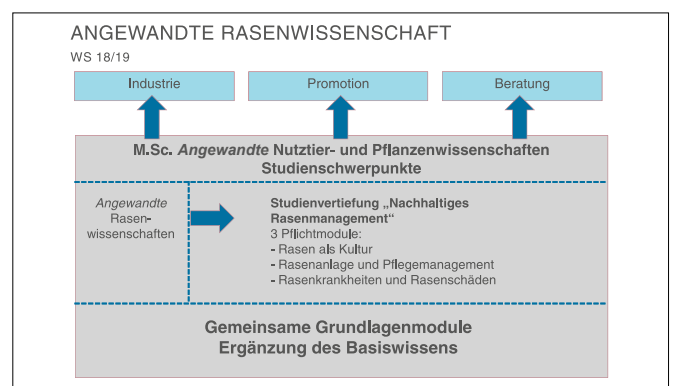 ANGEWANDTE RASENWISSENSCHAFT
WS 18/19
Industrie
Promotion
Beratung
M.Sc. Angewandte Nutztier- und Pflanzenwissenschaften
Studienschwerpunkte
Angewandte
Rasen-
wissenschaften
Studienvertiefung „Nachhaltiges
Rasenmanagement“
3 Pflichtmodule:
- Rasen als Kultur
- Rasenanlage und Pflegemanagement
- Rasenkrankheiten und Rasenschäden
Gemeinsame Grundlagenmodule
Ergänzung des Basiswissens